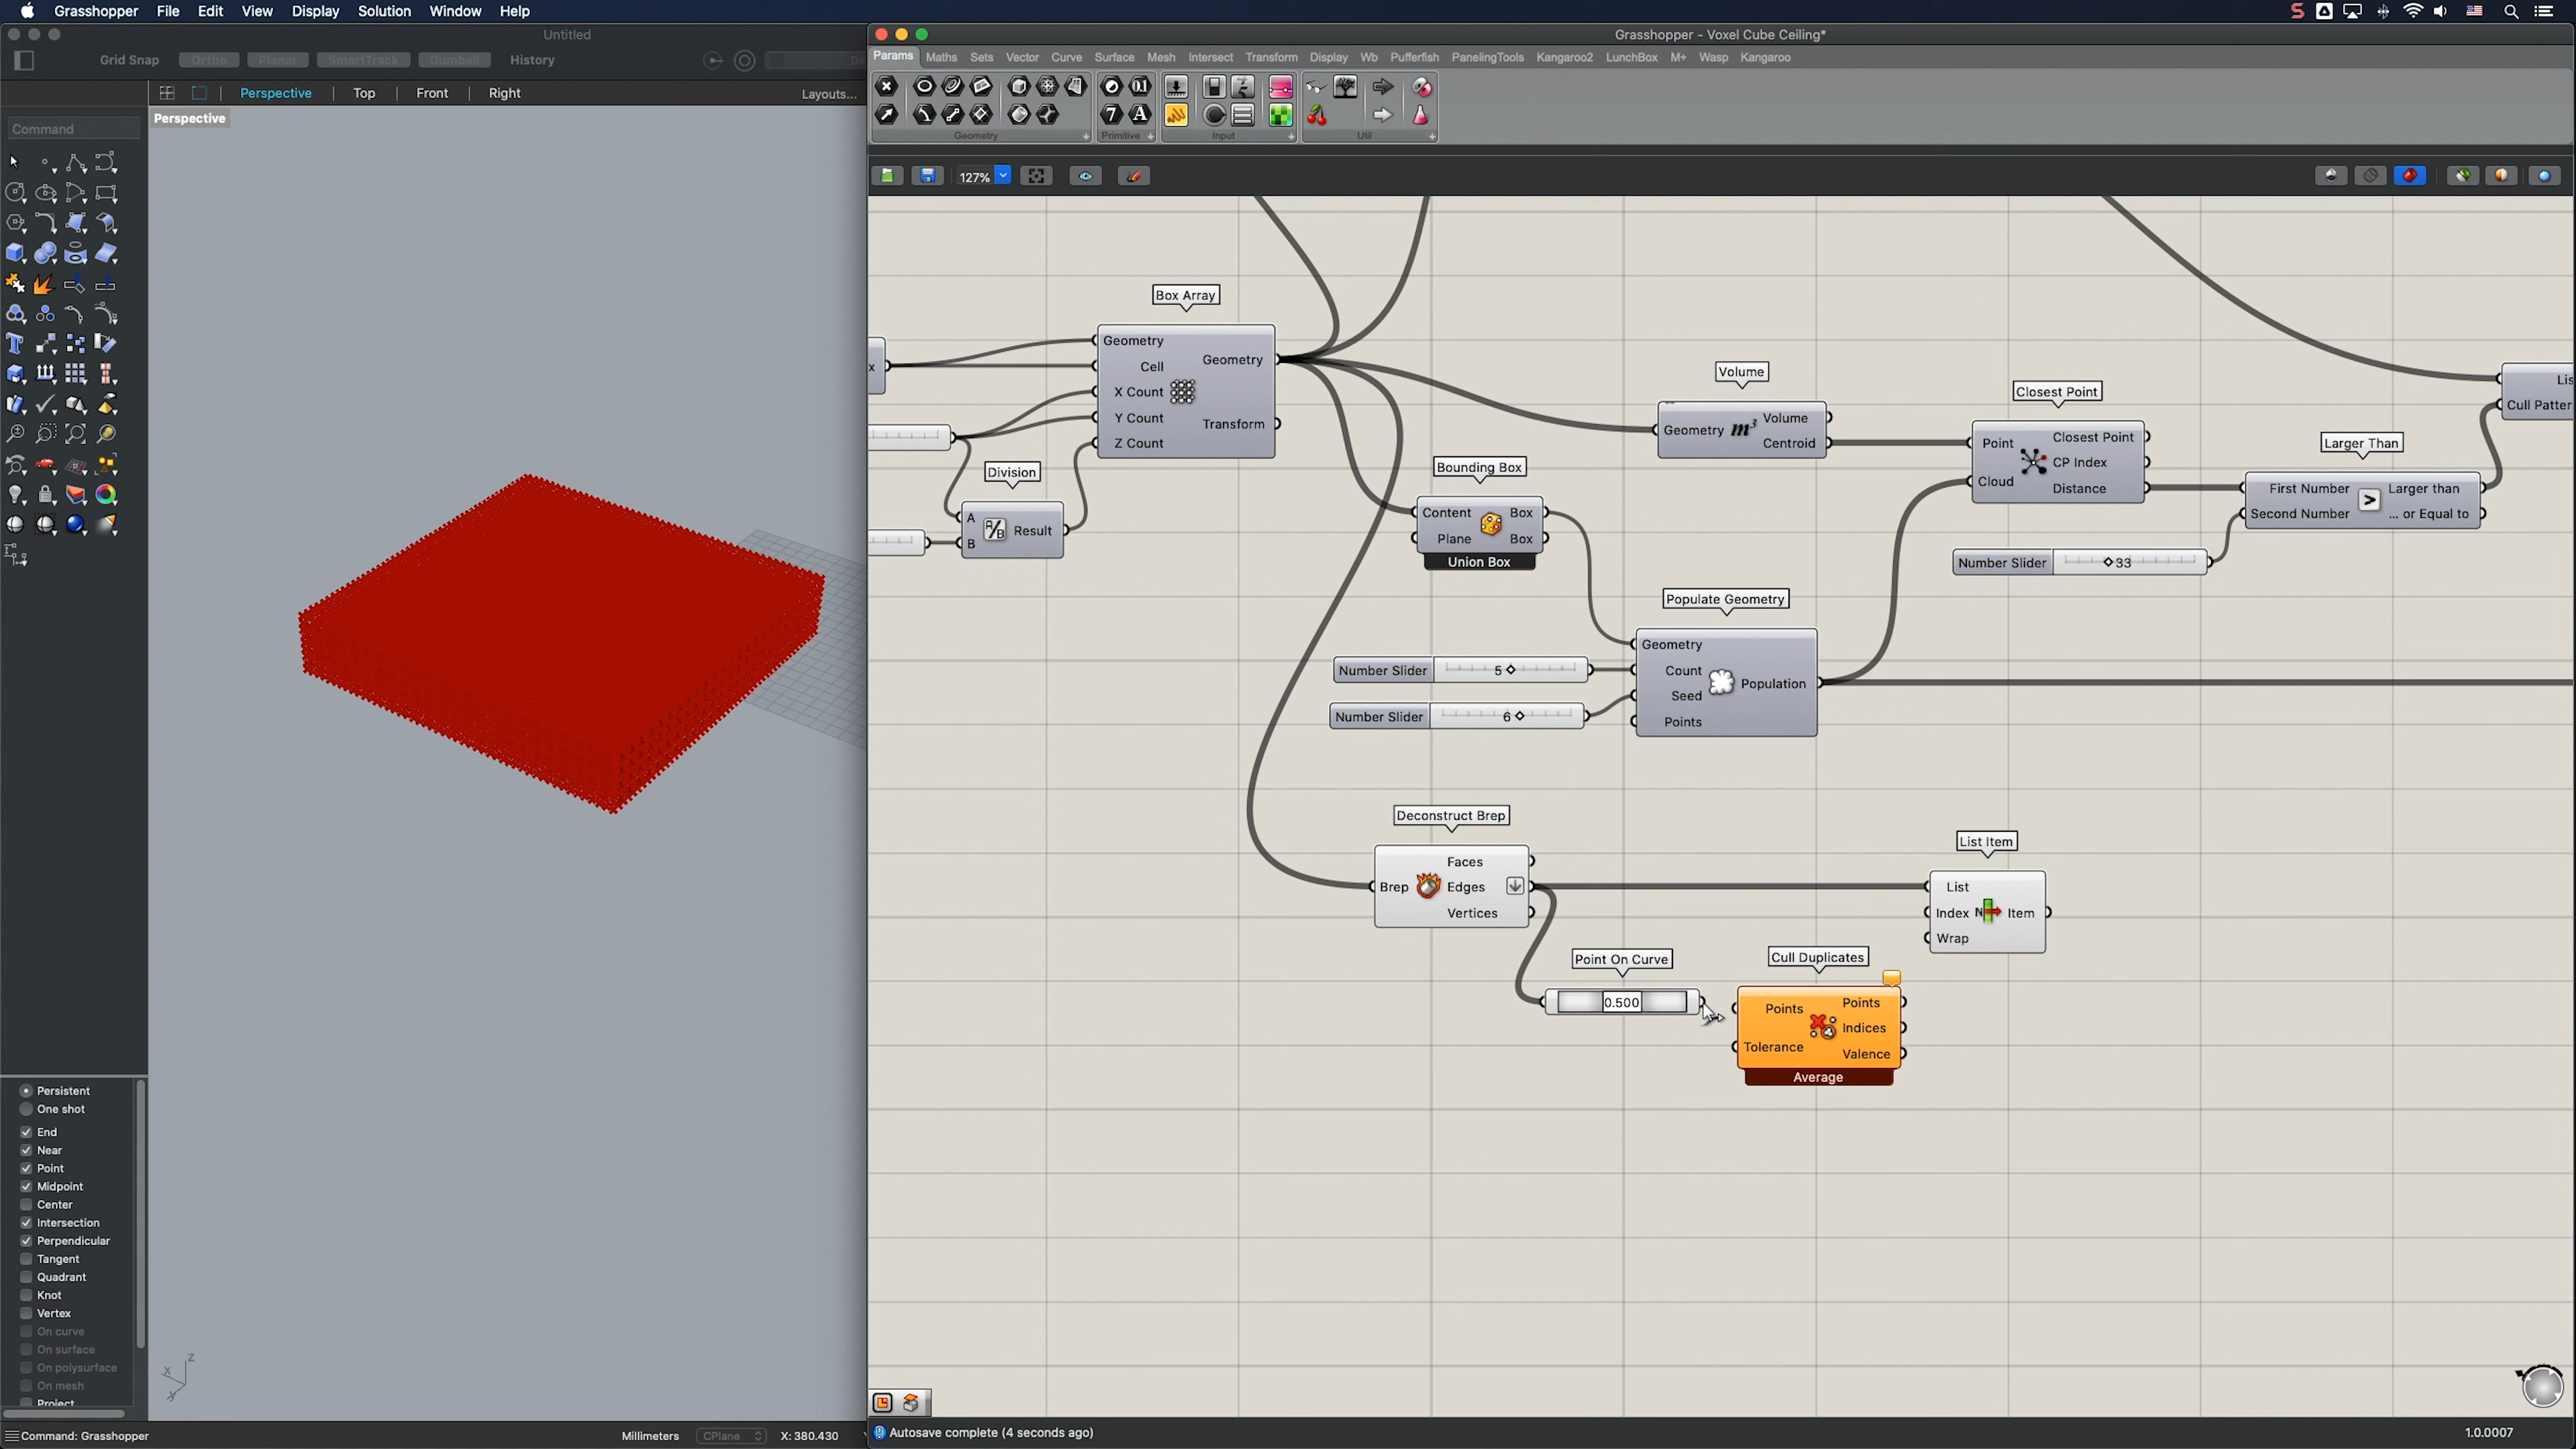 Grasshopper File Edit View Display Solution Window Help
Untitled
Grid Snap Ortho Planar SmartTrack Gumball History
Perspective Top Front Right Layouts...
Perspective
Command
Persistent
One shot
End
Near
Point
Midpoint
Center
Intersection
Perpendicular
Tangent
Quadrant
Knot
Vertex
On curve
On surface
On polysurface
On mesh
Project
z
x
y
Command: Grasshopper
Millimeters CPlane X: 380.430
Grasshopper - Voxel Cube Ceiling*
Params Maths Sets Vector Curve Surface Mesh Intersect Transform Display Wb Pufferfish PanelingTools Kangaroo2 LunchBox M+ Wasp Kangaroo
Geometry Primitive Input Util
127%
Box Array
Geometry
Cell
X Count
Y Count
Z Count
Geometry
Transform
x
Division
A
B
A/B
Result
Bounding Box
Content
Plane
Box
Box
Union Box
Volume
Geometry
m³
Volume
Centroid
Closest Point
Point
Cloud
Closest Point
CP Index
Distance
Larger Than
First Number
Second Number
>
Larger than
... or Equal to
Lis
Cull Patter
Number Slider 33
Populate Geometry
Geometry
Count
Seed
Points
Population
Number Slider 5
Number Slider 6
Deconstruct Brep
Brep
Faces
Edges
Vertices
List Item
List
Index
Wrap
N
Item
Point On Curve
0.500
Cull Duplicates
Points
Tolerance
Points
Indices
Valence
Average
Autosave complete (4 seconds ago)
1.0.0007